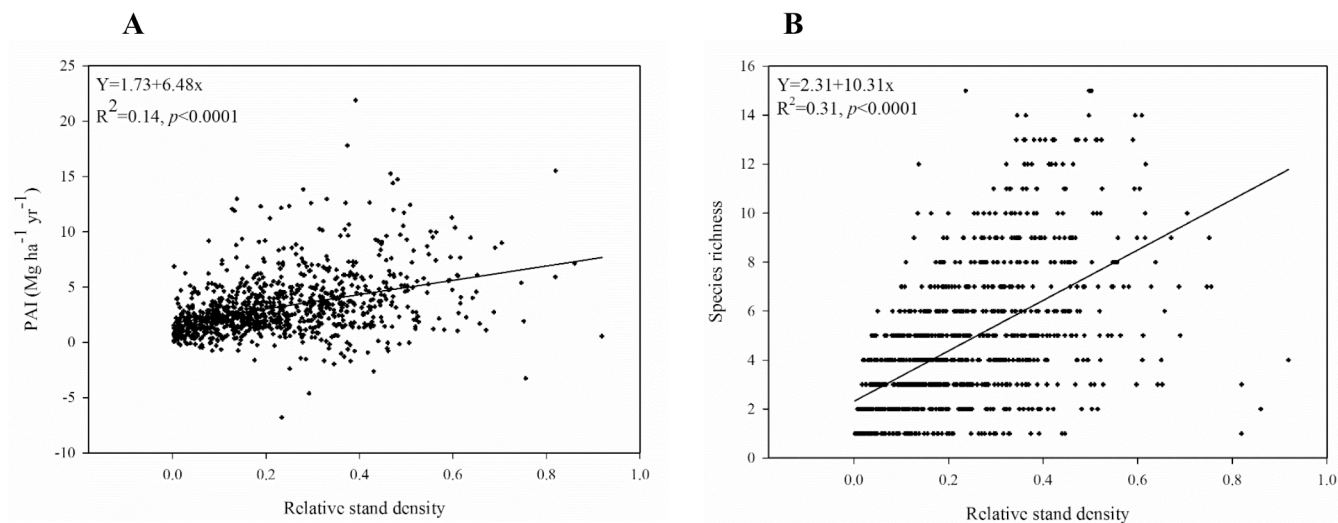 A
B
Y=1.73+6.48x
R²=0.14, p<0.0001
25
20
15
10
5
0
-5
-10
PAI (Mg ha⁻¹ yr⁻¹)
0.0 0.2 0.4 0.6 0.8 1.0
Relative stand density
Y=2.31+10.31x
R²=0.31, p<0.0001
16
14
12
10
8
6
4
2
0
Species richness
0.0 0.2 0.4 0.6 0.8 1.0
Relative stand density